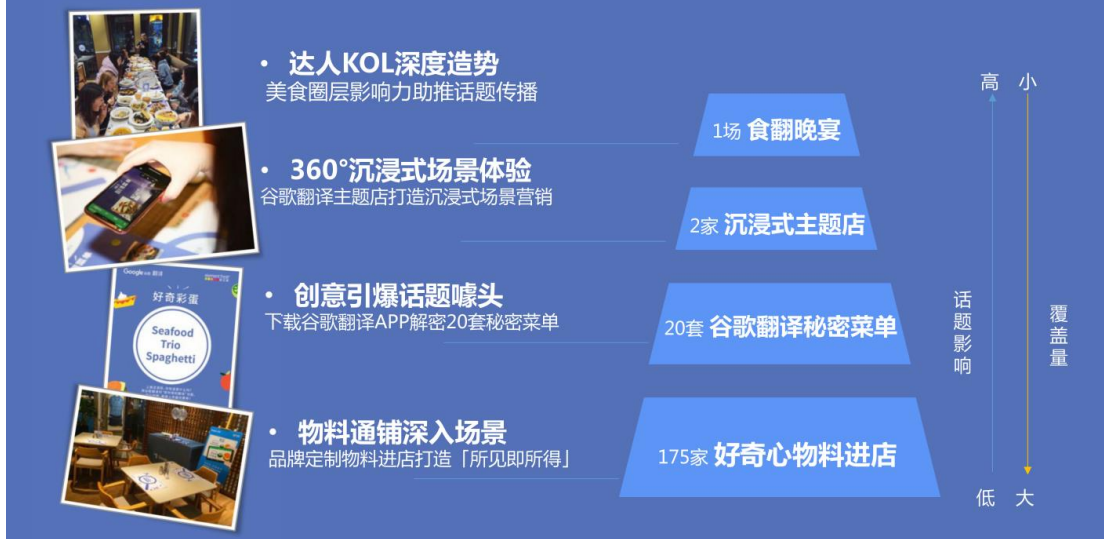 • 达人KOL深度造势
美食圈层影响力助推话题传播
1场 食翻晚宴
高 小
• 360°沉浸式场景体验
谷歌翻译主题店打造沉浸式场景营销
2家 沉浸式主题店
Google 翻译
好奇彩蛋
Seafood
Trio
Spaghetti
• 创意引爆话题噱头
下载谷歌翻译APP解密20套秘密菜单
20套 谷歌翻译秘密菜单
话题影响
覆盖量
• 物料通铺深入场景
品牌定制物料进店打造「所见即所得」
175家 好奇心物料进店
低 大